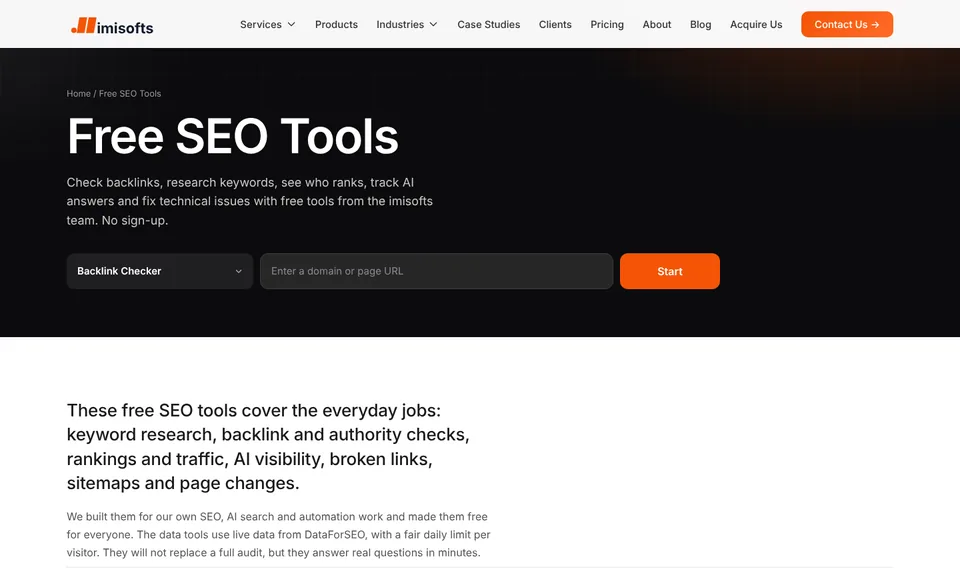 imisofts
Services
Products
Industries
Case Studies
Clients
Pricing
About
Blog
Acquire Us
Contact Us →
Home / Free SEO Tools
Free SEO Tools
Check backlinks, research keywords, see who ranks, track AI
answers and fix technical issues with free tools from the imisofts
team. No sign-up.
Backlink Checker
Enter a domain or page URL
Start
These free SEO tools cover the everyday jobs:
keyword research, backlink and authority checks,
rankings and traffic, AI visibility, broken links,
sitemaps and page changes.
We built them for our own SEO, AI search and automation work and made them free
for everyone. The data tools use live data from DataForSEO, with a fair daily limit per
visitor. They will not replace a full audit, but they answer real questions in minutes.